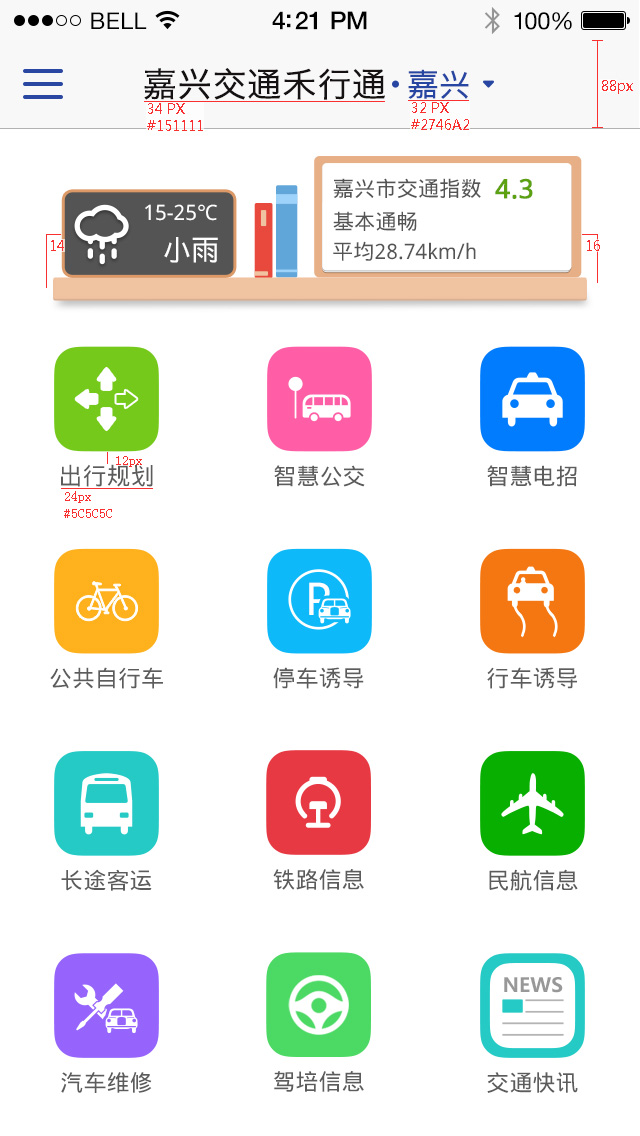 BELL 4:21 PM 100%
嘉兴交通禾行通·嘉兴
88px
34 PX
#151111
32 PX
#2746A2
15-25℃
小雨
嘉兴市交通指数 4.3
基本通畅
平均28.74km/h
14
16
出行规划 智慧公交 智慧电招
12px
24px
#5C5C5C
P
公共自行车 停车诱导 行车诱导
长途客运 铁路信息 民航信息
NEWS
汽车维修 驾培信息 交通快讯